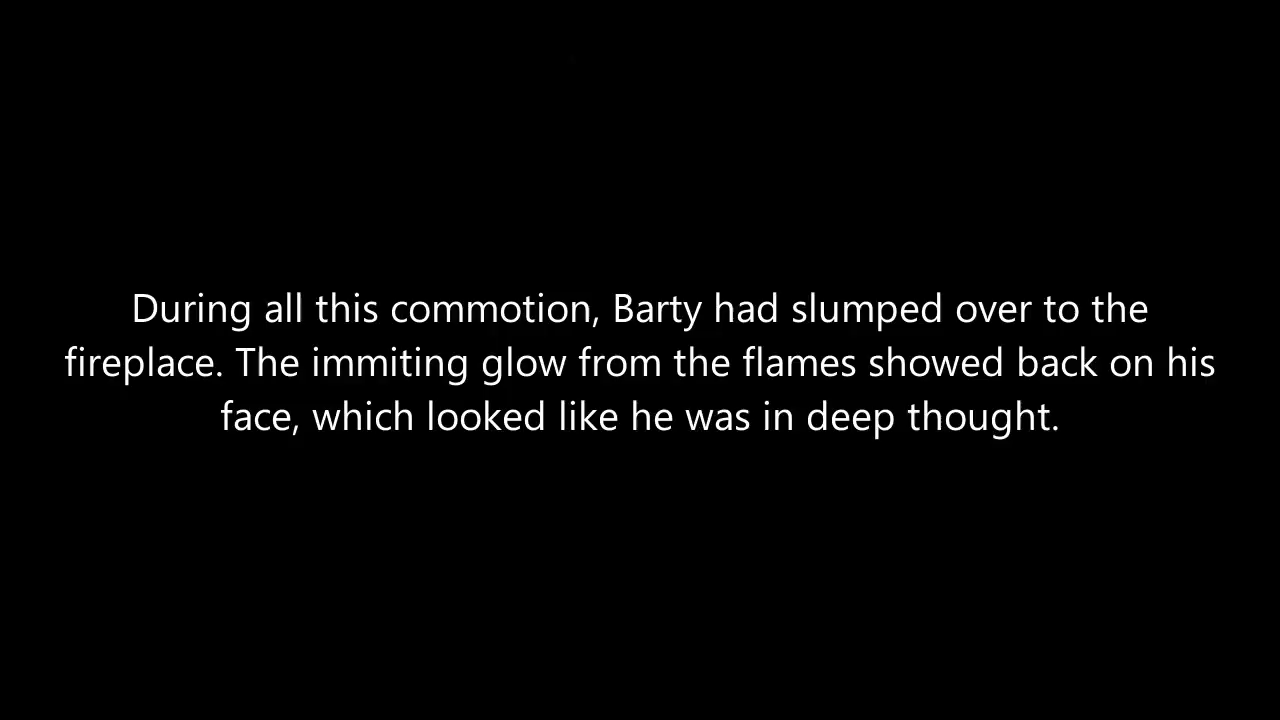 During all this commotion, Barty had slumped over to the
fireplace. The immiting glow from the flames showed back on his
face, which looked like he was in deep thought.